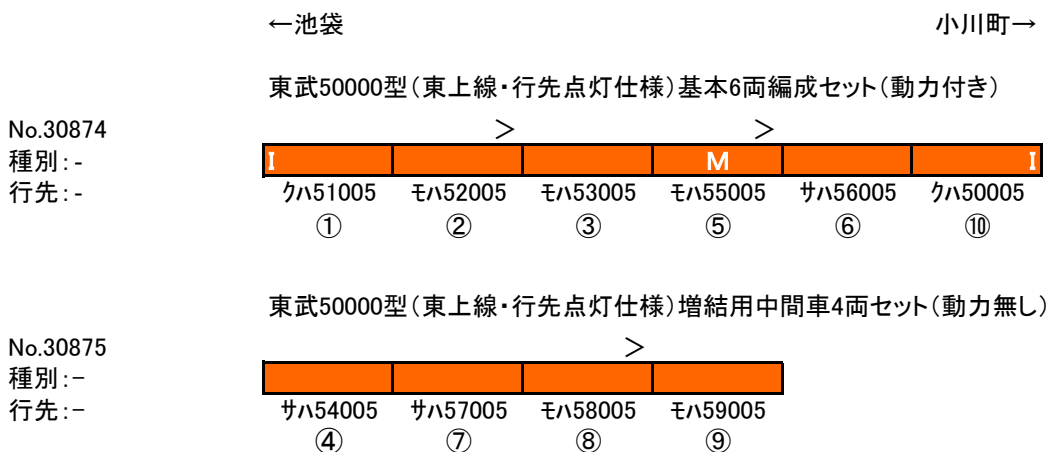 ←池袋 小川町→
東武50000型（東上線・行先点灯仕様）基本6両編成セット（動力付き）
No.30874 ＞ ＞
種別：- I M I
行先：- ｸﾊ51005 ﾓﾊ52005 ﾓﾊ53005 ﾓﾊ55005 ｻﾊ56005 ｸﾊ50005
① ② ③ ⑤ ⑥ ⑩
東武50000型（東上線・行先点灯仕様）増結用中間車4両セット（動力無し）
No.30875 ＞
種別：−
行先：− ｻﾊ54005 ｻﾊ57005 ﾓﾊ58005 ﾓﾊ59005
④ ⑦ ⑧ ⑨